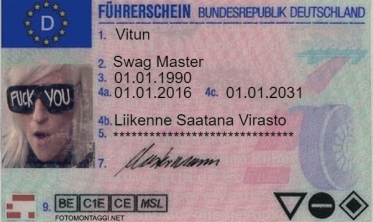 D FÜHRERSCHEIN BUNDESREPUBLIK DEUTSCHLAND
1. Vitun
2. Swag Master
3. 01.01.1990
4a. 01.01.2016 4c. 01.01.2031
4b. Liikenne Saatana Virasto
5. ******************************
FUCK YOU
7.
9. BE C1E CE MSL
FOTOMONTAGGI.NET